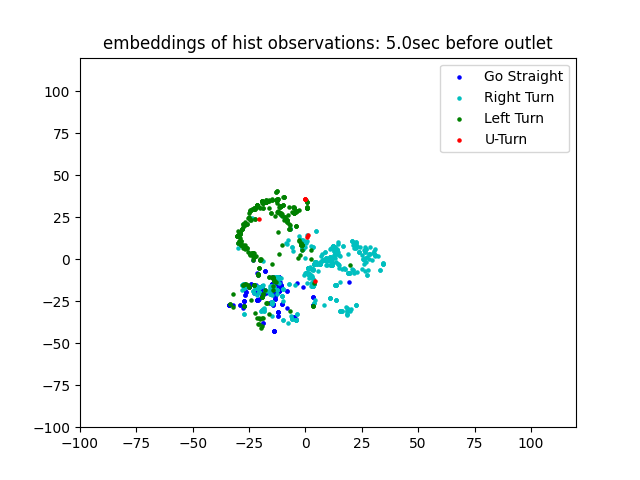 embeddings of hist observations: 5.0sec before outlet
Go Straight
Right Turn
Left Turn
U-Turn
100
75
50
25
0
−25
−50
−75
−100
−100 −75 −50 −25 0 25 50 75 100